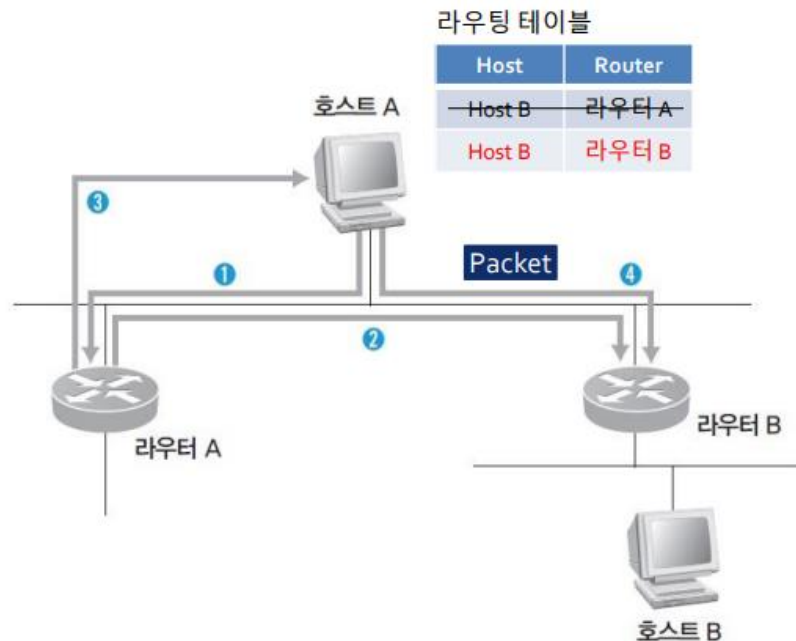 라우팅 테이블
Host Router
Host B 라우터 A
Host B 라우터 B
호스트 A
3
1
Packet
4
2
라우터 A
라우터 B
호스트 B